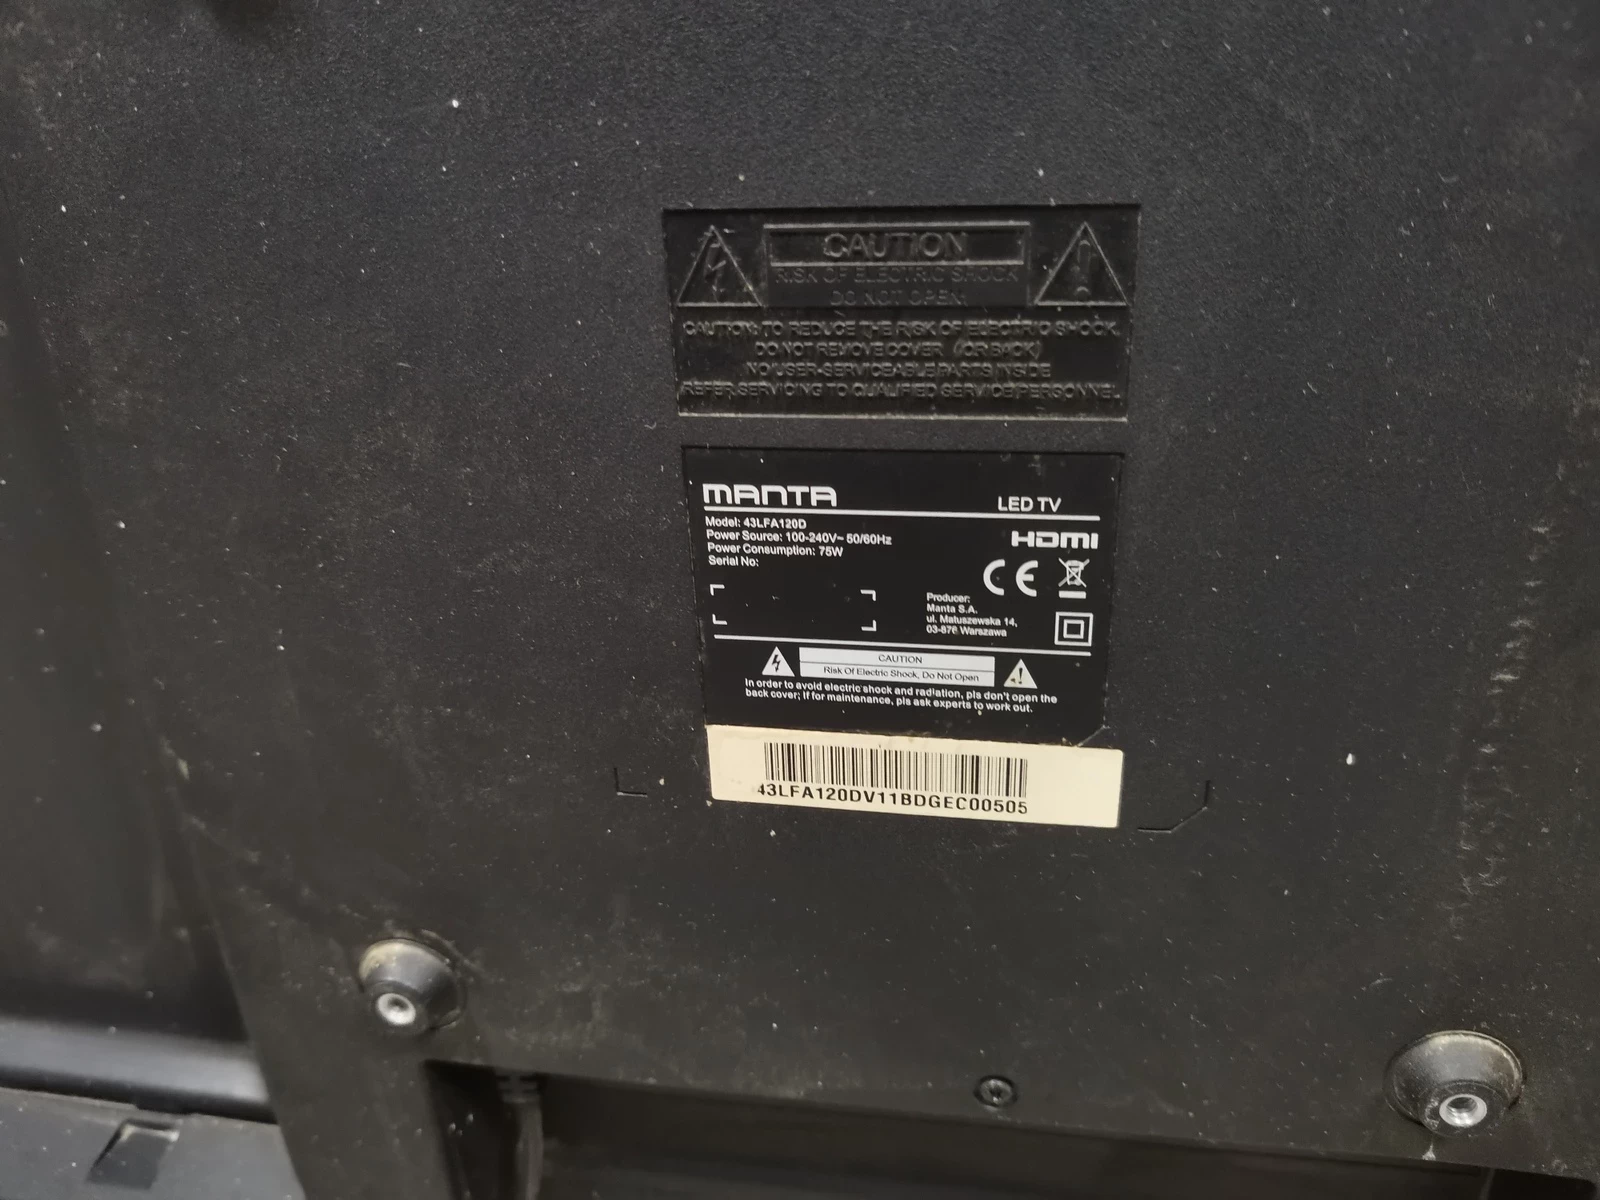 CAUTION
RISK OF ELECTRIC SHOCK
DO NOT OPEN.
CAUTION: TO REDUCE THE RISK OF ELECTRIC SHOCK.
DO NOT REMOVE COVER (OR BACK)
NO USER-SERVICEABLE PARTS INSIDE
REFER SERVICING TO QUALIFIED SERVICE PERSONNEL.
MANTA
LED TV
Model: 43LFA120D
Power Source: 100-240V~ 50/60Hz
Power Consumption: 75W
Serial No:
HDMI
CE
Producer:
Manta S.A.
ul. Matuszewska 14,
03-876 Warszawa
CAUTION
Risk Of Electric Shock, Do Not Open
In order to avoid electric shock and radiation, pls don't open the
back cover; if for maintenance, pls ask experts to work out.
43LFA120DV11BDGEC00505